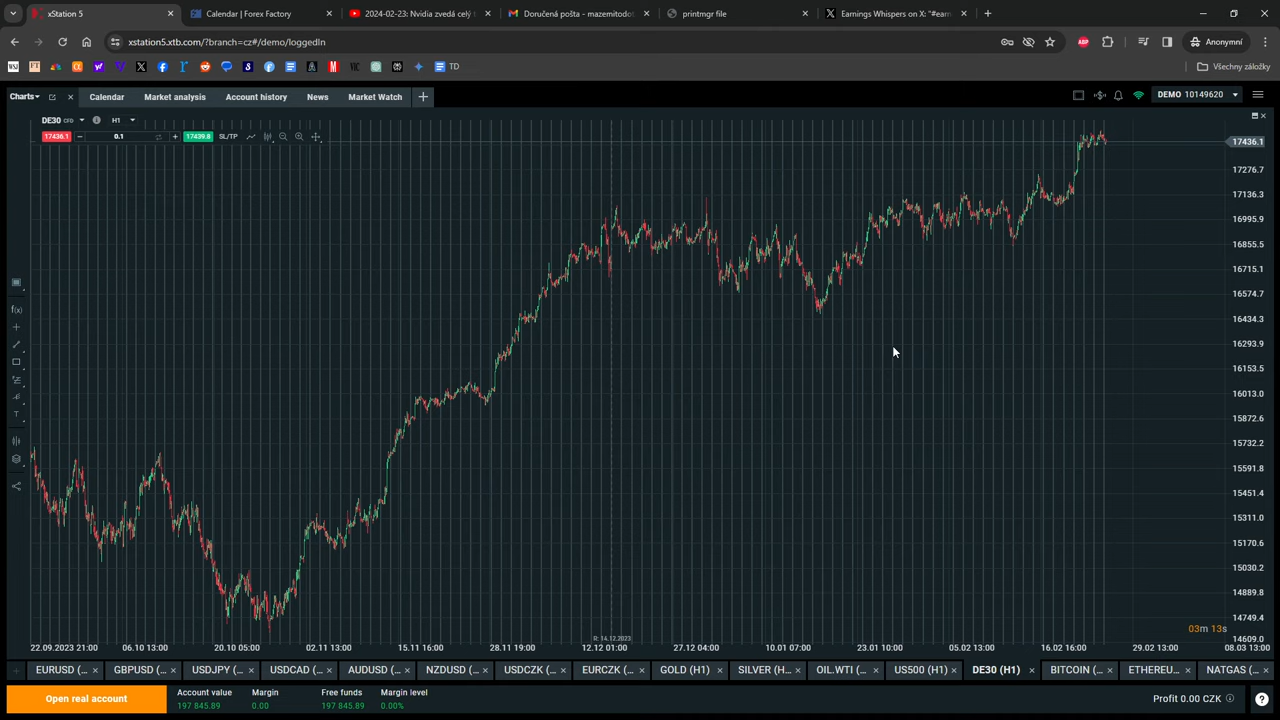 xStation 5
Calendar | Forex Factory
2024-02-23: Nvidia zvedá celý t
Doručená pošta - mazemitodot
printmgr file
Earnings Whispers on X: "#earn
xstation5.xtb.com/?branch=cz#/demo/loggedIn
Anonymní
WSJ
FT
TD
Všechny záložky
Charts
Calendar
Market analysis
Account history
News
Market Watch
DEMO 10149620
DE30 CFD
H1
17436.1
0.1
17439.8
SL/TP
17436.1
17276.7
17136.3
16995.9
16855.5
16715.1
16574.7
16434.3
16293.9
16153.5
16013.0
15872.6
15732.2
15591.8
15451.4
15311.0
15170.6
15030.2
14889.8
14749.4
14609.0
03m 13s
R: 14.12.2023
22.09.2023 21:00
06.10 13:00
20.10 05:00
02.11 13:00
15.11 16:00
28.11 19:00
12.12 01:00
27.12 04:00
10.01 07:00
23.01 10:00
05.02 13:00
16.02 16:00
29.02 13:00
08.03 13:00
EURUSD (...
GBPUSD (...
USDJPY (...
USDCAD (...
AUDUSD (...
NZDUSD (...
USDCZK (...
EURCZK (...
GOLD (H1)
SILVER (H...
OIL.WTI (...
US500 (H1)
DE30 (H1)
BITCOIN (...
ETHEREU...
NATGAS (...
Open real account
Account value
197 845.89
Margin
0.00
Free funds
197 845.89
Margin level
0.00%
Profit 0.00 CZK